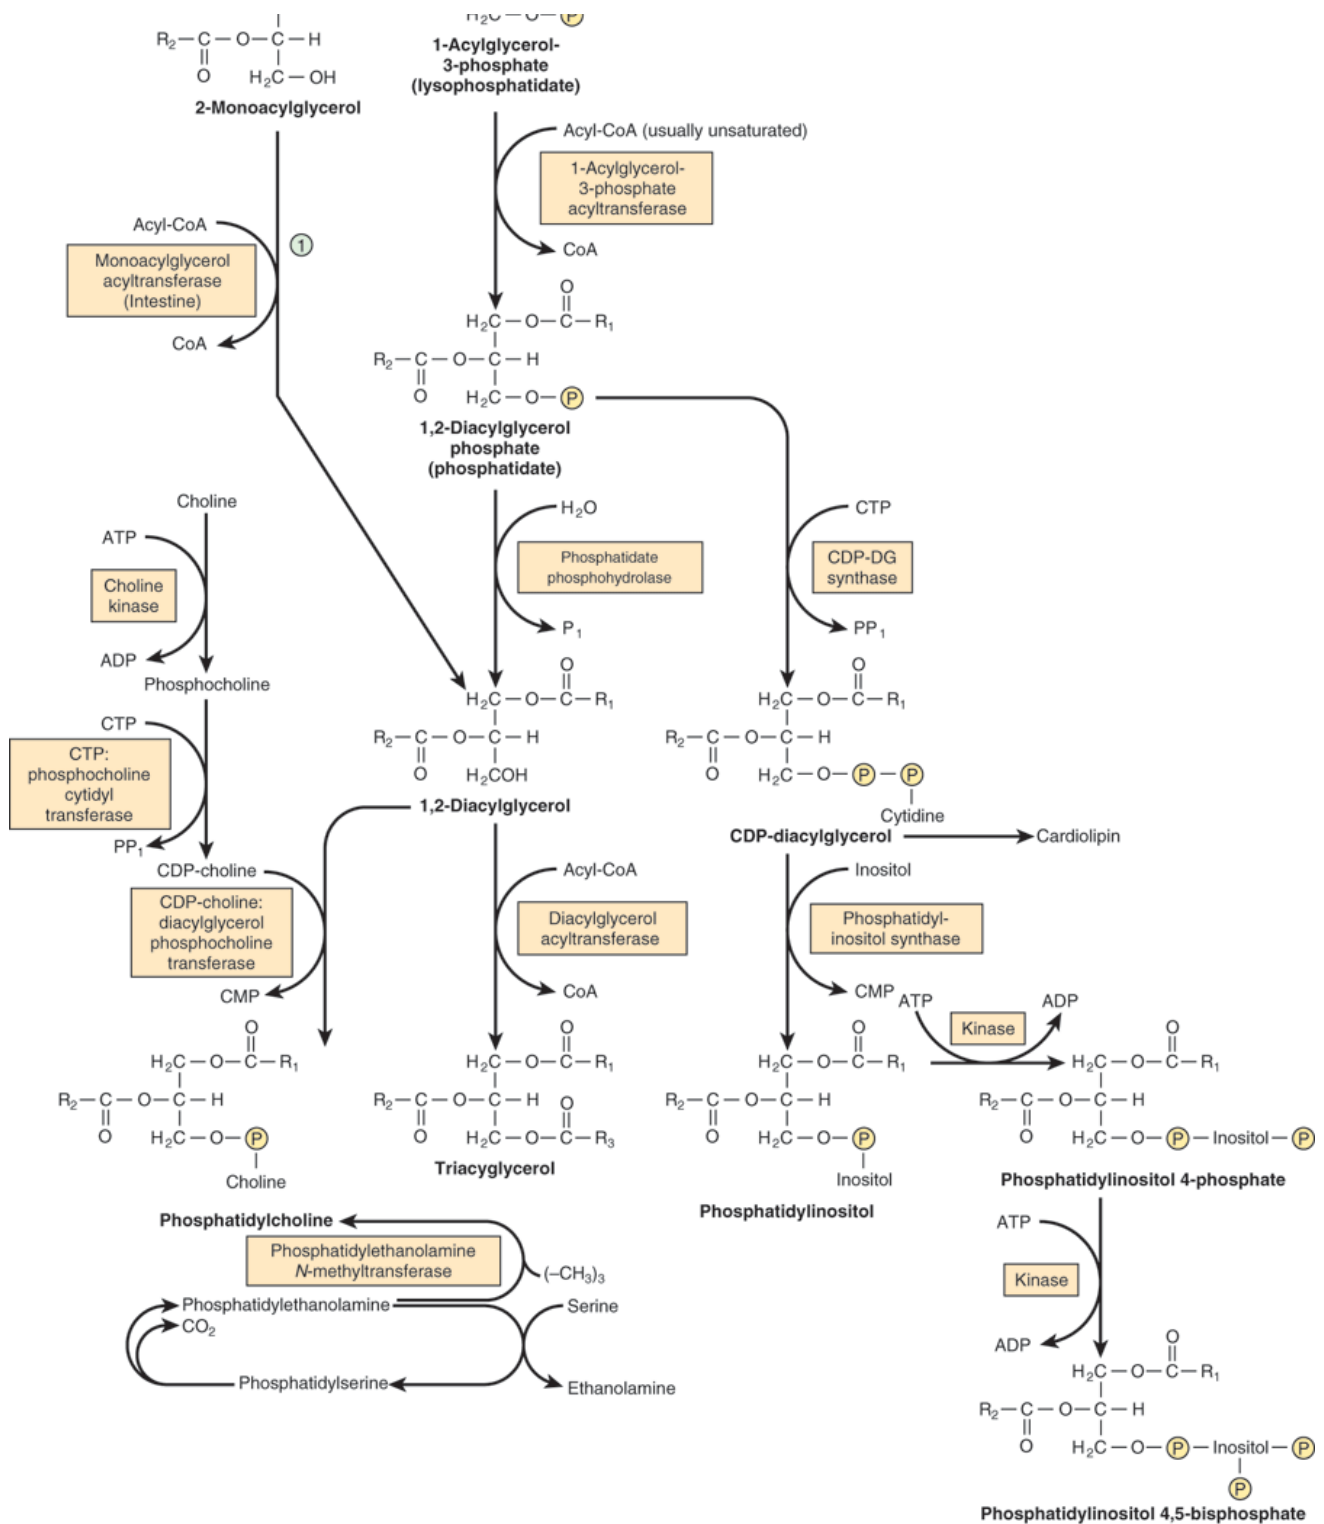 H₂C—O—P
R₂—C—O—C—H
O
H₂C—OH
2-Monoacylglycerol
1-Acylglycerol-
3-phosphate
(lysophosphatidate)
Acyl-CoA (usually unsaturated)
1-Acylglycerol-
3-phosphate
acyltransferase
CoA
Acyl-CoA
1
Monoacylglycerol
acyltransferase
(Intestine)
CoA
O
H₂C—O—C—R₁
R₂—C—O—C—H
O
H₂C—O—P
1,2-Diacylglycerol
phosphate
(phosphatidate)
H₂O
Phosphatidate
phosphohydrolase
P₁
CTP
CDP-DG
synthase
PP₁
Choline
ATP
Choline
kinase
ADP
Phosphocholine
CTP
CTP:
phosphocholine
cytidyl
transferase
PP₁
CDP-choline
CDP-choline:
diacylglycerol
phosphocholine
transferase
CMP
O
H₂C—O—C—R₁
R₂—C—O—C—H
O
H₂COH
1,2-Diacylglycerol
O
H₂C—O—C—R₁
R₂—C—O—C—H
O
H₂C—O—P—P
Cytidine
CDP-diacylglycerol
Cardiolipin
Acyl-CoA
Diacylglycerol
acyltransferase
CoA
Inositol
Phosphatidyl-
inositol synthase
CMP
ATP
Kinase
ADP
O
H₂C—O—C—R₁
R₂—C—O—C—H
O
H₂C—O—P
Choline
Phosphatidylcholine
O
H₂C—O—C—R₁
R₂—C—O—C—H
O
O
H₂C—O—C—R₃
Triacyglycerol
O
H₂C—O—C—R₁
R₂—C—O—C—H
O
H₂C—O—P
Inositol
Phosphatidylinositol
O
H₂C—O—C—R₁
R₂—C—O—C—H
O
H₂C—O—P—Inositol—P
Phosphatidylinositol 4-phosphate
Phosphatidylethanolamine
N-methyltransferase
(–CH₃)₃
Phosphatidylethanolamine
Serine
CO₂
Phosphatidylserine
Ethanolamine
ATP
Kinase
ADP
O
H₂C—O—C—R₁
R₂—C—O—C—H
O
H₂C—O—P—Inositol—P
P
Phosphatidylinositol 4,5-bisphosphate